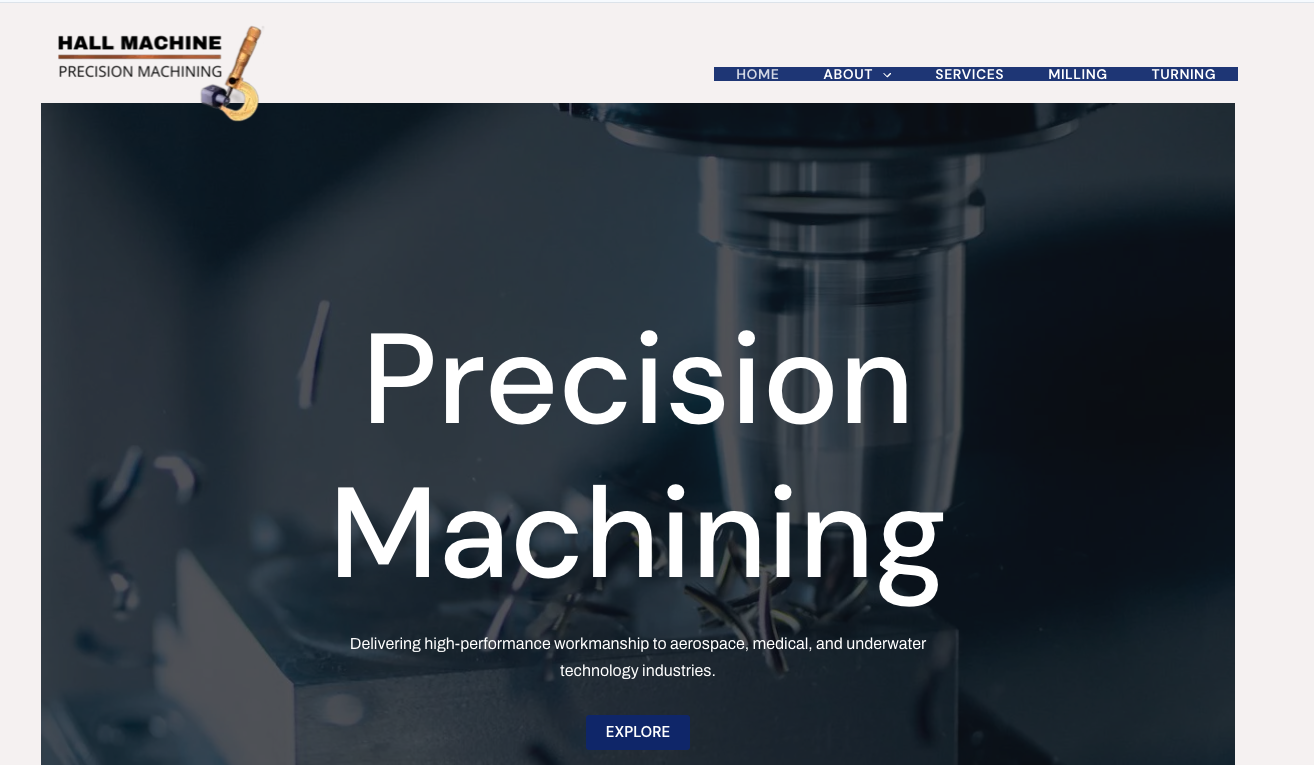 HALL MACHINE
PRECISION MACHINING
HOME ABOUT SERVICES MILLING TURNING
Precision
Machining
Delivering high-performance workmanship to aerospace, medical, and underwater
technology industries.
EXPLORE